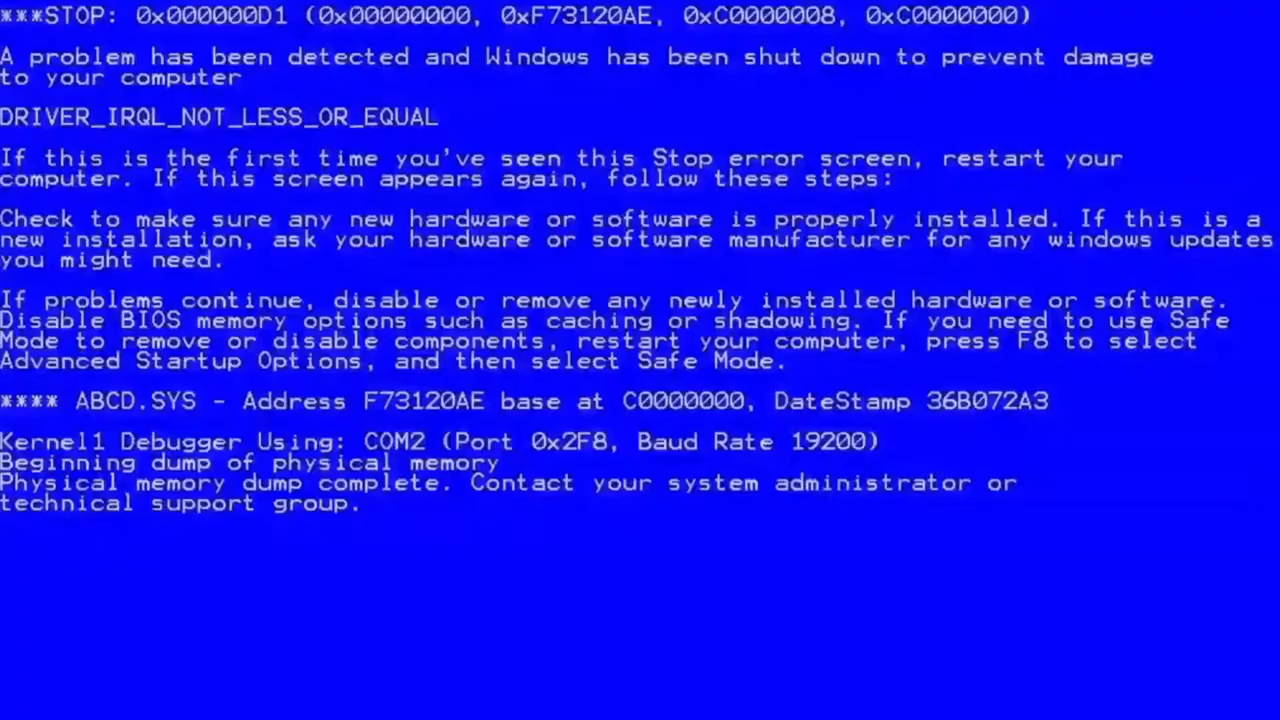 ***STOP: 0x000000D1 (0x00000000, 0xF73120AE, 0xC0000008, 0xC0000000)
A problem has been detected and Windows has been shut down to prevent damage
to your computer
DRIVER_IRQL_NOT_LESS_OR_EQUAL
If this is the first time you've seen this Stop error screen, restart your
computer. If this screen appears again, follow these steps:
Check to make sure any new hardware or software is properly installed. If this is a
new installation, ask your hardware or software manufacturer for any windows updates
you might need.
If problems continue, disable or remove any newly installed hardware or software.
Disable BIOS memory options such as caching or shadowing. If you need to use Safe
Mode to remove or disable components, restart your computer, press F8 to select
Advanced Startup Options, and then select Safe Mode.
**** ABCD.SYS - Address F73120AE base at C0000000, DateStamp 36B072A3
Kernel1 Debugger Using: COM2 (Port 0x2F8, Baud Rate 19200)
Beginning dump of physical memory
Physical memory dump complete. Contact your system administrator or
technical support group.